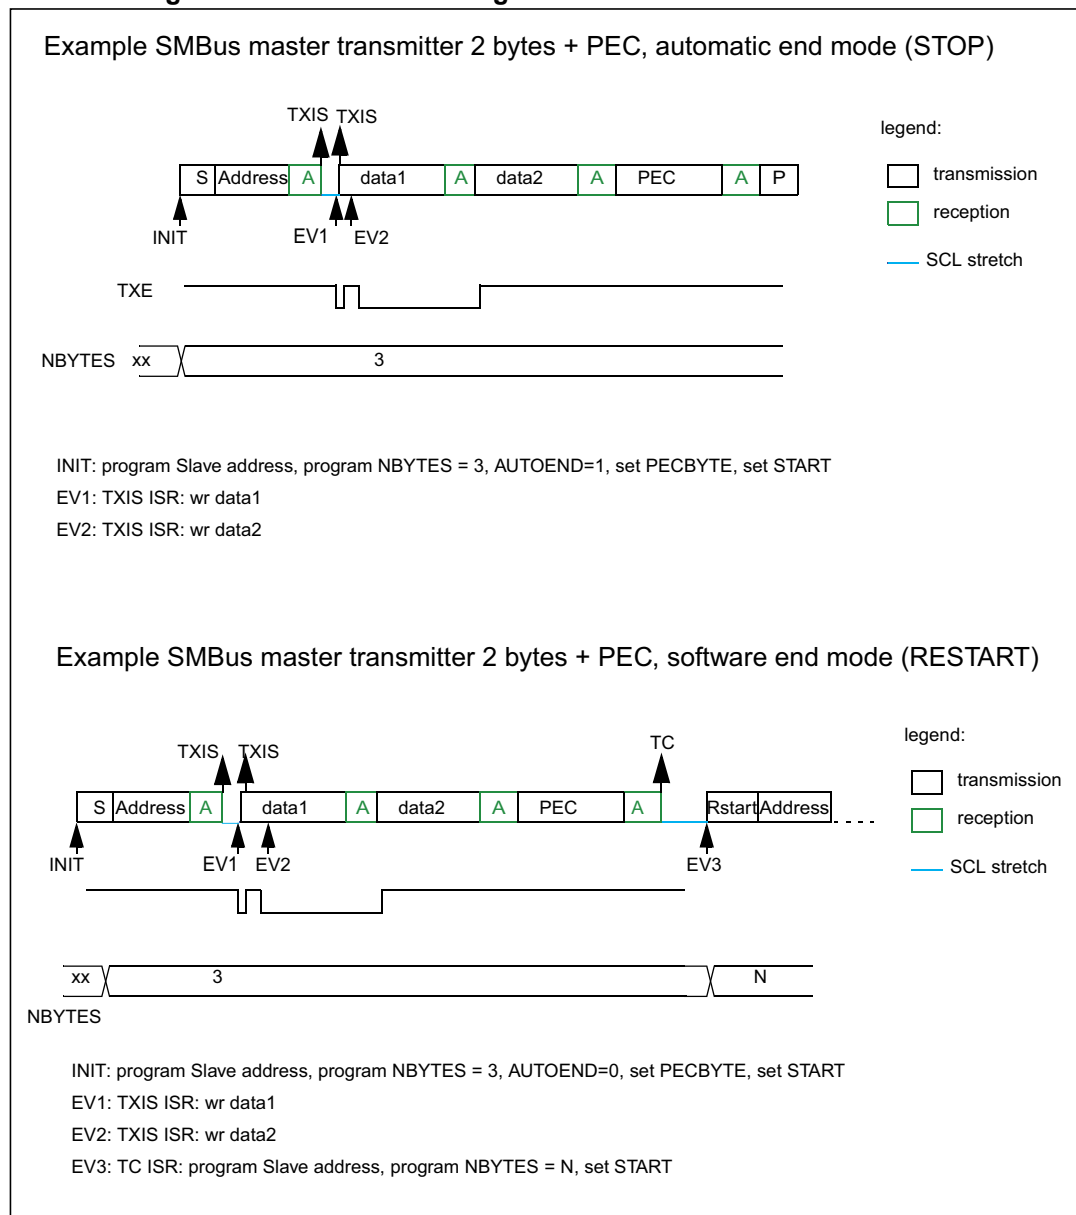 Example SMBus master transmitter 2 bytes + PEC, automatic end mode (STOP)
TXIS TXIS
legend:
S Address A data1 A data2 A PEC A P
transmission
reception
INIT EV1 EV2
SCL stretch
TXE
NBYTES xx 3
INIT: program Slave address, program NBYTES = 3, AUTOEND=1, set PECBYTE, set START
EV1: TXIS ISR: wr data1
EV2: TXIS ISR: wr data2
Example SMBus master transmitter 2 bytes + PEC, software end mode (RESTART)
TXIS TXIS TC
legend:
transmission
S Address A data1 A data2 A PEC A Rstart Address
reception
INIT EV1 EV2 EV3
SCL stretch
xx 3 N
NBYTES
INIT: program Slave address, program NBYTES = 3, AUTOEND=0, set PECBYTE, set START
EV1: TXIS ISR: wr data1
EV2: TXIS ISR: wr data2
EV3: TC ISR: program Slave address, program NBYTES = N, set START